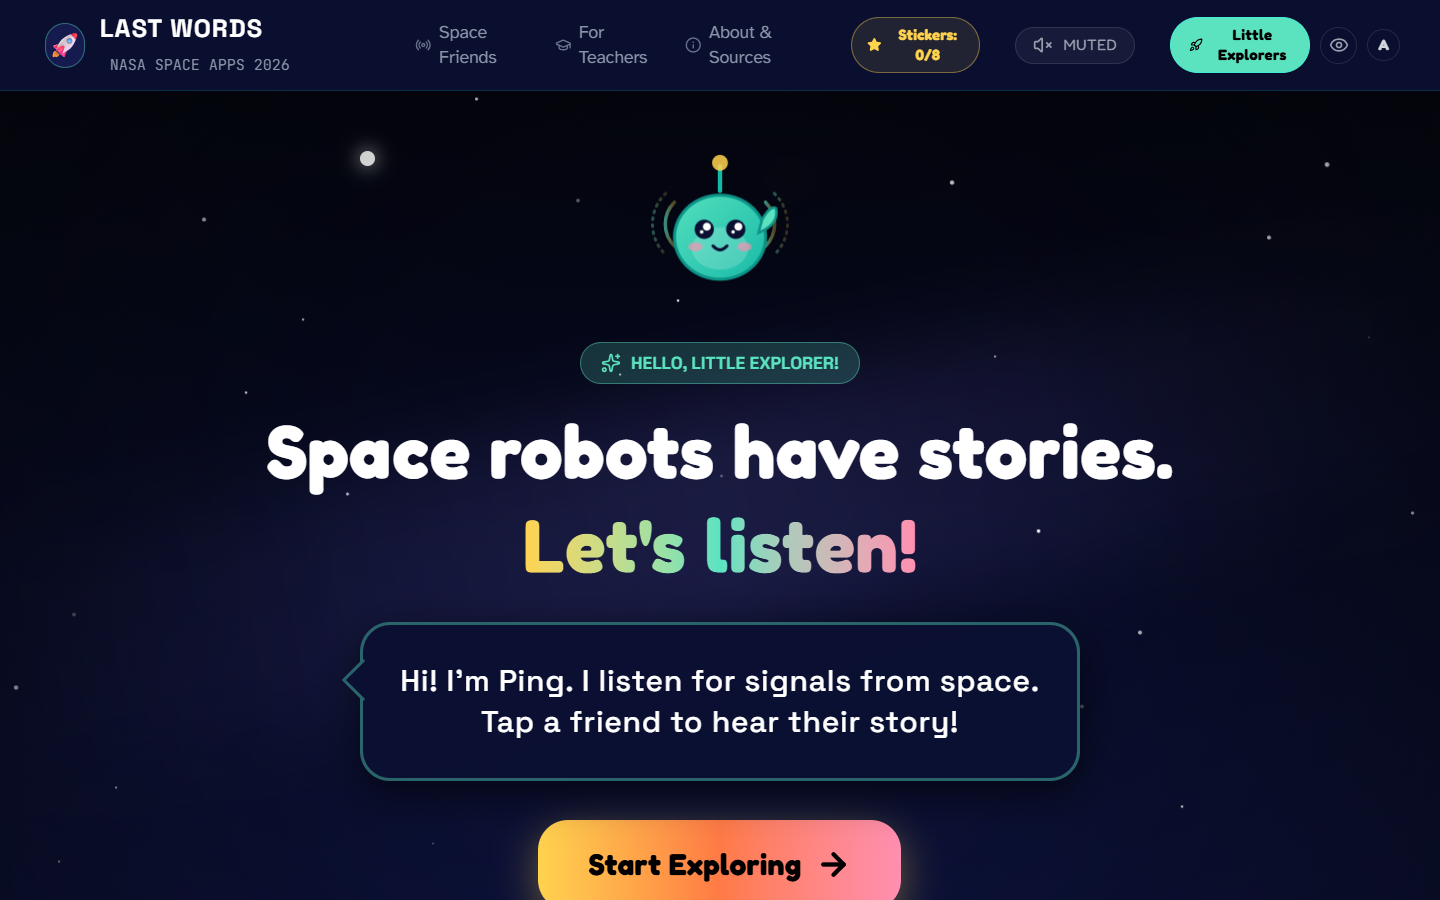 LAST WORDS
NASA SPACE APPS 2026
Space
Friends
For
Teachers
About &
Sources
Stickers:
0/8
MUTED
Little
Explorers
A
HELLO, LITTLE EXPLORER!
Space robots have stories.
Let's listen!
Hi! I'm Ping. I listen for signals from space.
Tap a friend to hear their story!
Start Exploring